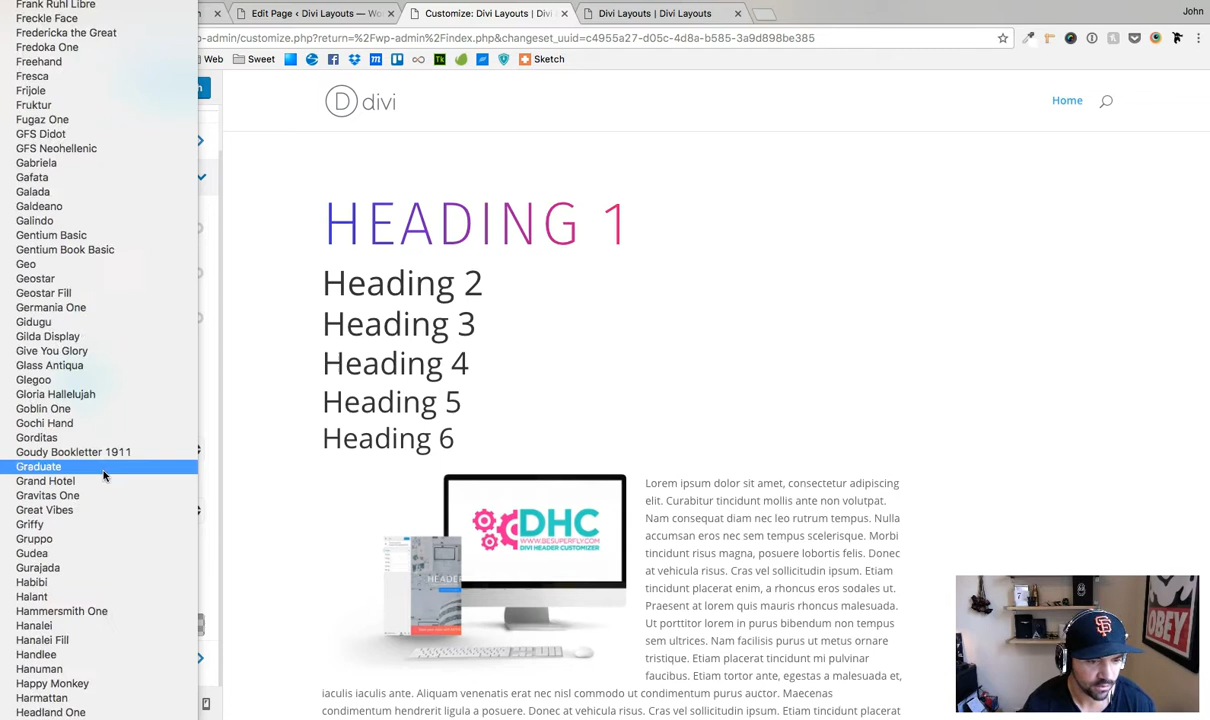 Frank Ruhl Libre
Freckle Face
Fredericka the Great
Fredoka One
Freehand
Fresca
Frijole
Fruktur
Fugaz One
GFS Didot
GFS Neohellenic
Gabriela
Gafata
Galada
Galdeano
Galindo
Gentium Basic
Gentium Book Basic
Geo
Geostar
Geostar Fill
Germania One
Gidugu
Gilda Display
Give You Glory
Glass Antiqua
Glegoo
Gloria Hallelujah
Goblin One
Gochi Hand
Gorditas
Goudy Bookletter 1911
Graduate
Grand Hotel
Gravitas One
Great Vibes
Griffy
Gruppo
Gudea
Gurajada
Habibi
Halant
Hammersmith One
Hanalei
Hanalei Fill
Handlee
Hanuman
Happy Monkey
Harmattan
Headland One
Edit Page ‹ Divi Layouts — Wo
Customize: Divi Layouts | Divi
Divi Layouts | Divi Layouts
John
p-admin/customize.php?return=%2Fwp-admin%2Findex.php&changeset_uuid=c4955a27-d05c-4d8a-b585-3a9d898be385
Web
Sweet
Tk
Sketch
D divi
Home
HEADING 1
Heading 2
Heading 3
Heading 4
Heading 5
Heading 6
DHC
WWW.BESUPERFLY.COM
DIVI HEADER CUSTOMIZER
HEADER
Lorem ipsum dolor sit amet, consectetur adipiscing
elit. Curabitur tincidunt mollis ante non volutpat.
Nam consequat diam nec leo rutrum tempus. Nulla
accumsan eros nec sem tempus scelerisque. Morbi
tincidunt risus magna, posuere lobortis felis. Donec
at vehicula risus. Cras vel sollicitudin ipsum. Etiam
tincidunt placerat enim, a rhoncus eros sodales ut.
Praesent at lorem quis mauris rhoncus malesuada.
Ut porttitor lorem in purus bibendum non tempus
sem ultrices. Nam facilisis purus ut metus ornare
tristique. Etiam placerat tincidunt mi pulvinar
faucibus. Etiam tortor ante, egestas a malesuada et,
iaculis iaculis ante. Aliquam venenatis erat nec nisl commodo ut condimentum purus auctor. Maecenas
condimentum hendrerit ligula a posuere. Donec at vehicula risus. Cras vel sollicitudin ipsum. Etiam placerat
OBEY
SF